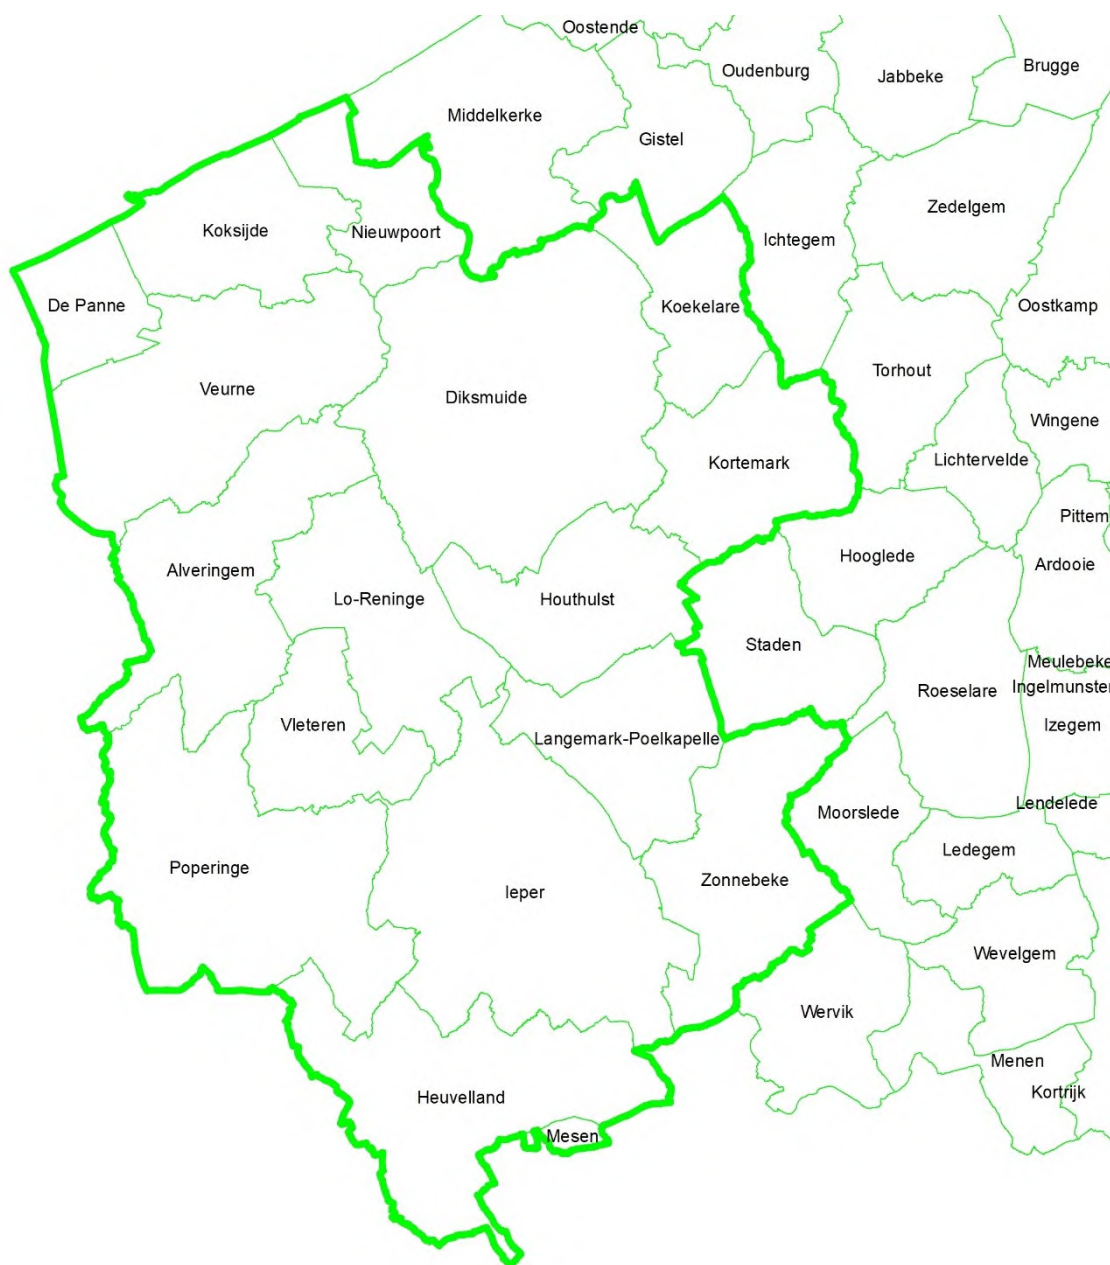 Oostende
Brugge
Oudenburg
Jabbeke
Middelkerke
Gistel
Zedelgem
Koksijde
Nieuwpoort
Ichtegem
De Panne
Koekelare
Oostkamp
Torhout
Veurne
Diksmuide
Wingene
Kortemark
Lichtervelde
Pittem
Hooglede
Ardooie
Alveringem
Lo-Reninge
Houthulst
Staden
Meulebeke
Roeselare
Ingelmunster
Vleteren
Izegem
Langemark-Poelkapelle
Lendelede
Moorslede
Ledegem
Poperinge
Zonnebeke
Ieper
Wevelgem
Wervik
Menen
Kortrijk
Heuvelland
Mesen